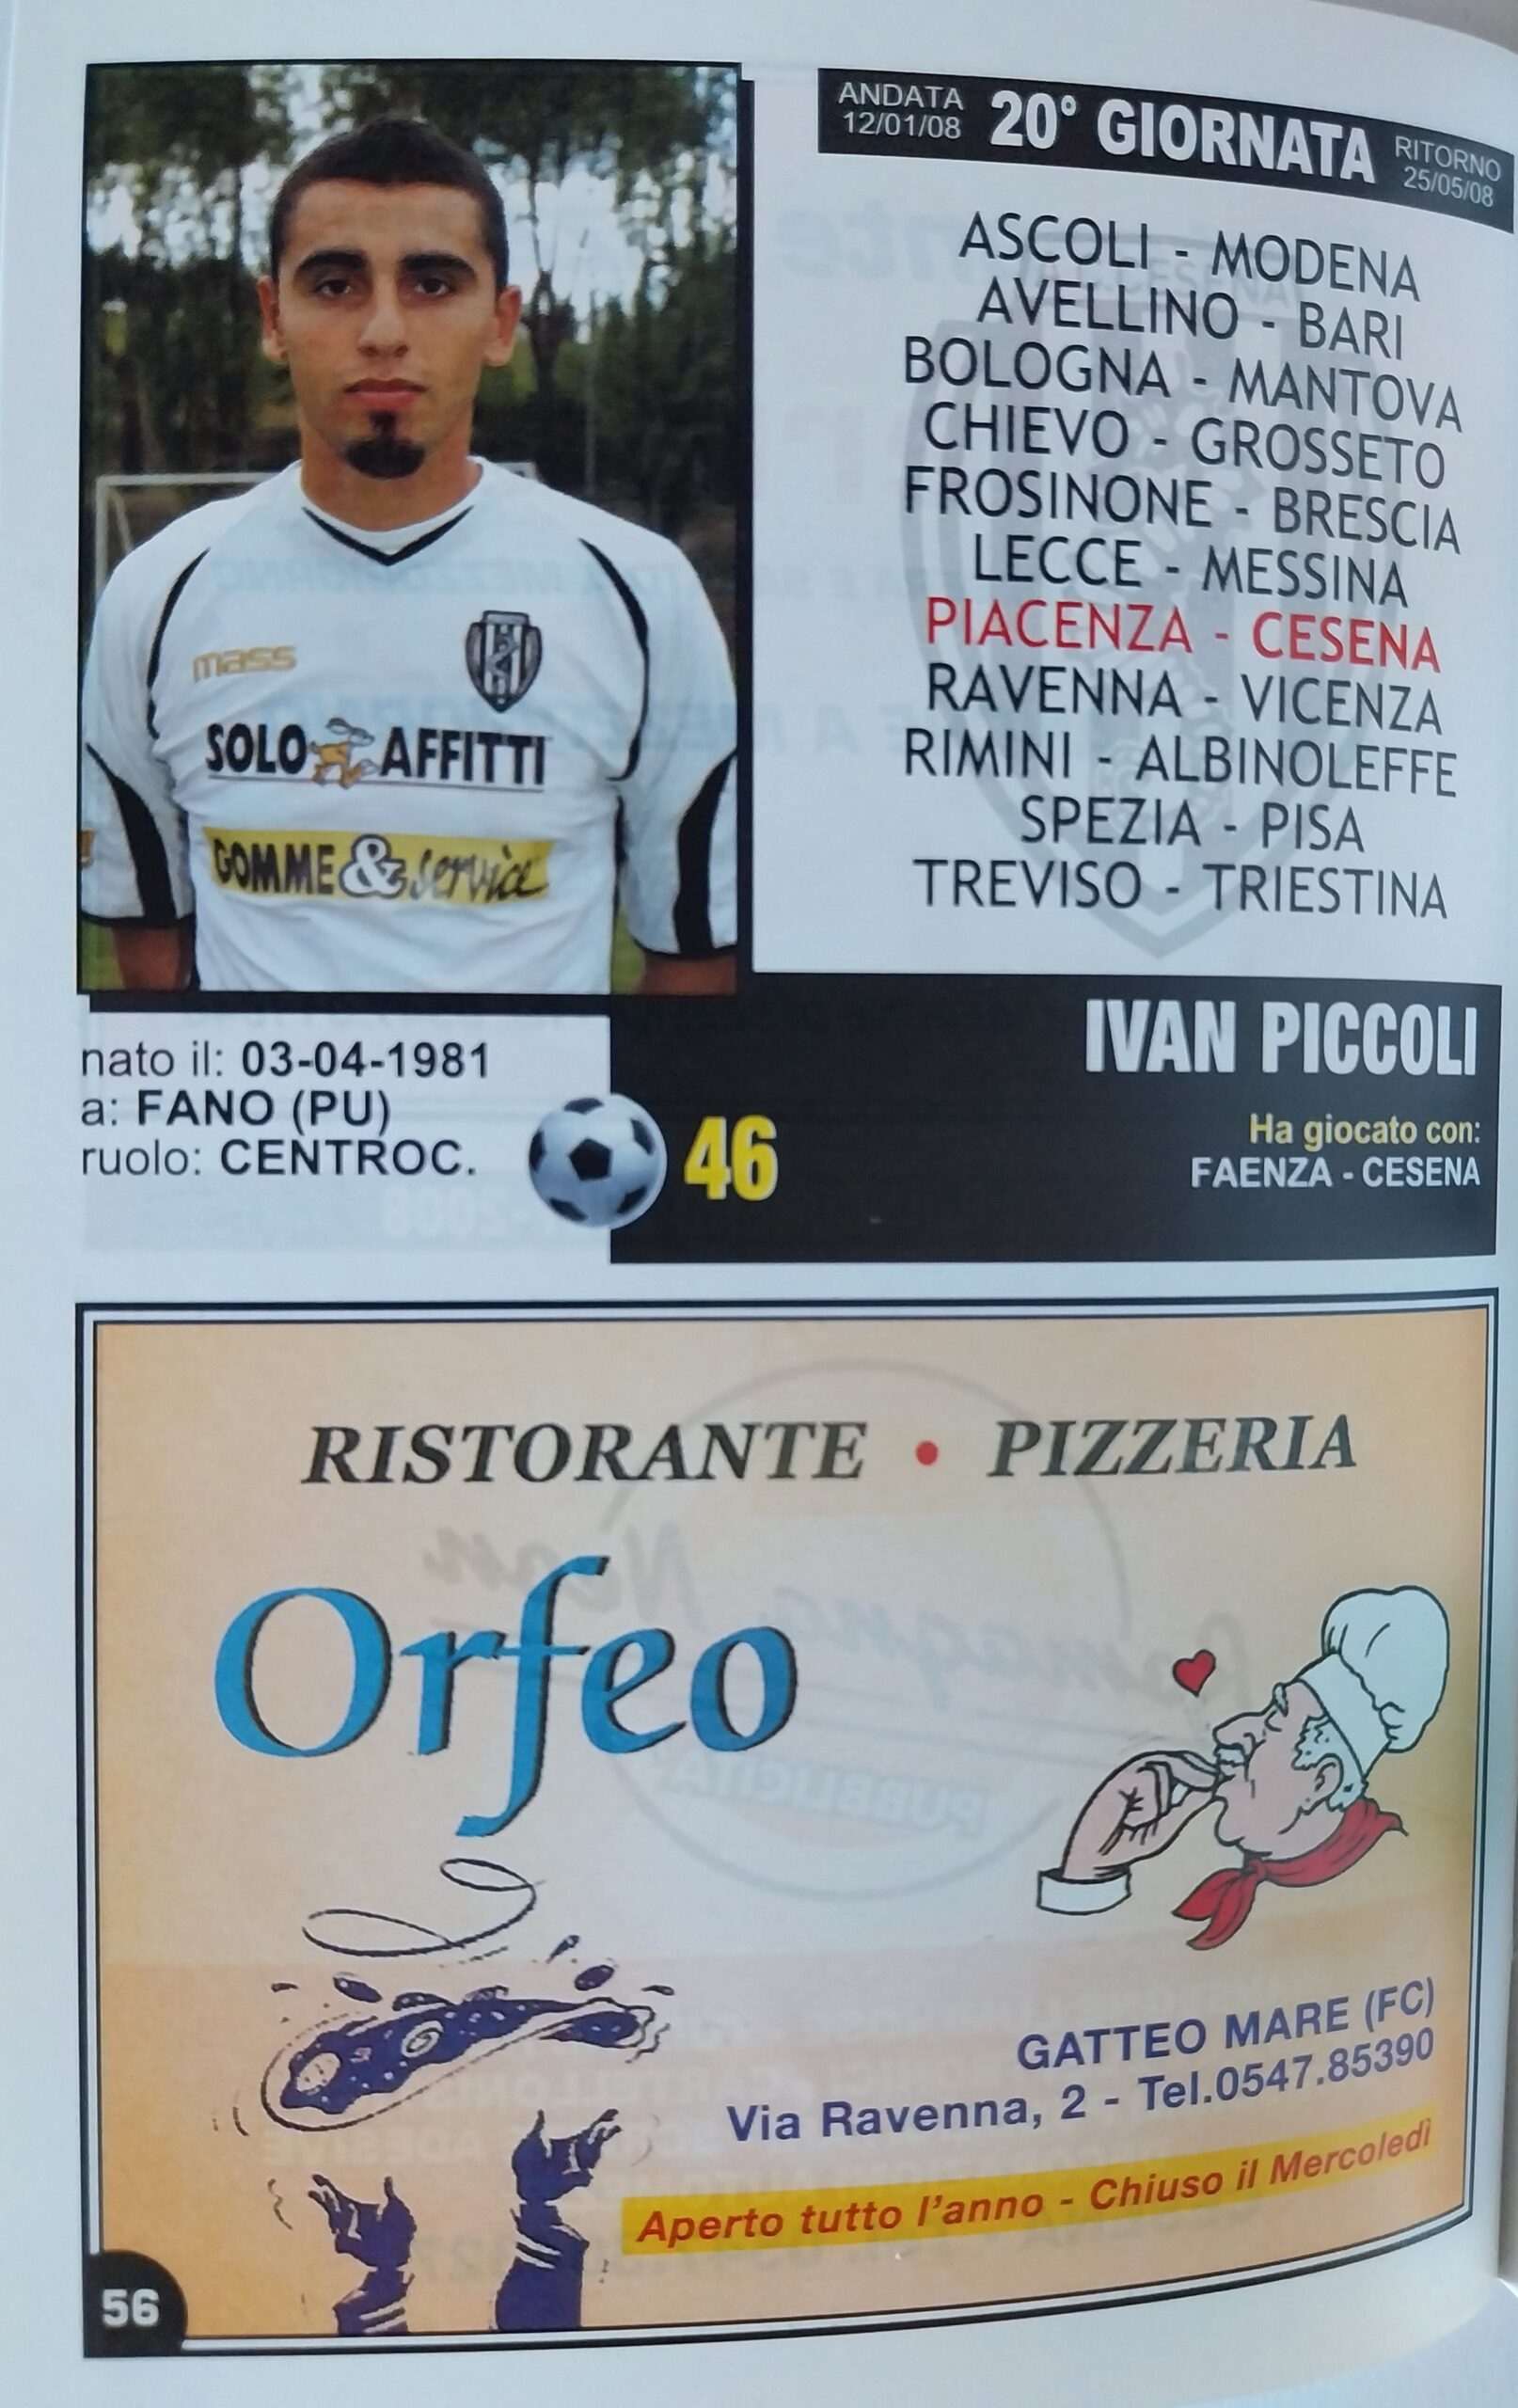 ANDATA
12/01/08
20° GIORNATA
RITORNO
25/05/08
ASCOLI - MODENA
AVELLINO - BARI
BOLOGNA - MANTOVA
CHIEVO - GROSSETO
FROSINONE - BRESCIA
LECCE - MESSINA
PIACENZA - CESENA
RAVENNA - VICENZA
RIMINI - ALBINOLEFFE
SPEZIA - PISA
TREVISO - TRIESTINA
mass
SOLO AFFITTI
GOMME & service
nato il: 03-04-1981
a: FANO (PU)
ruolo: CENTROC.
46
IVAN PICCOLI
Ha giocato con:
FAENZA - CESENA
RISTORANTE • PIZZERIA
Orfeo
GATTEO MARE (FC)
Via Ravenna, 2 - Tel.0547.85390
Aperto tutto l'anno - Chiuso il Mercoledì
56